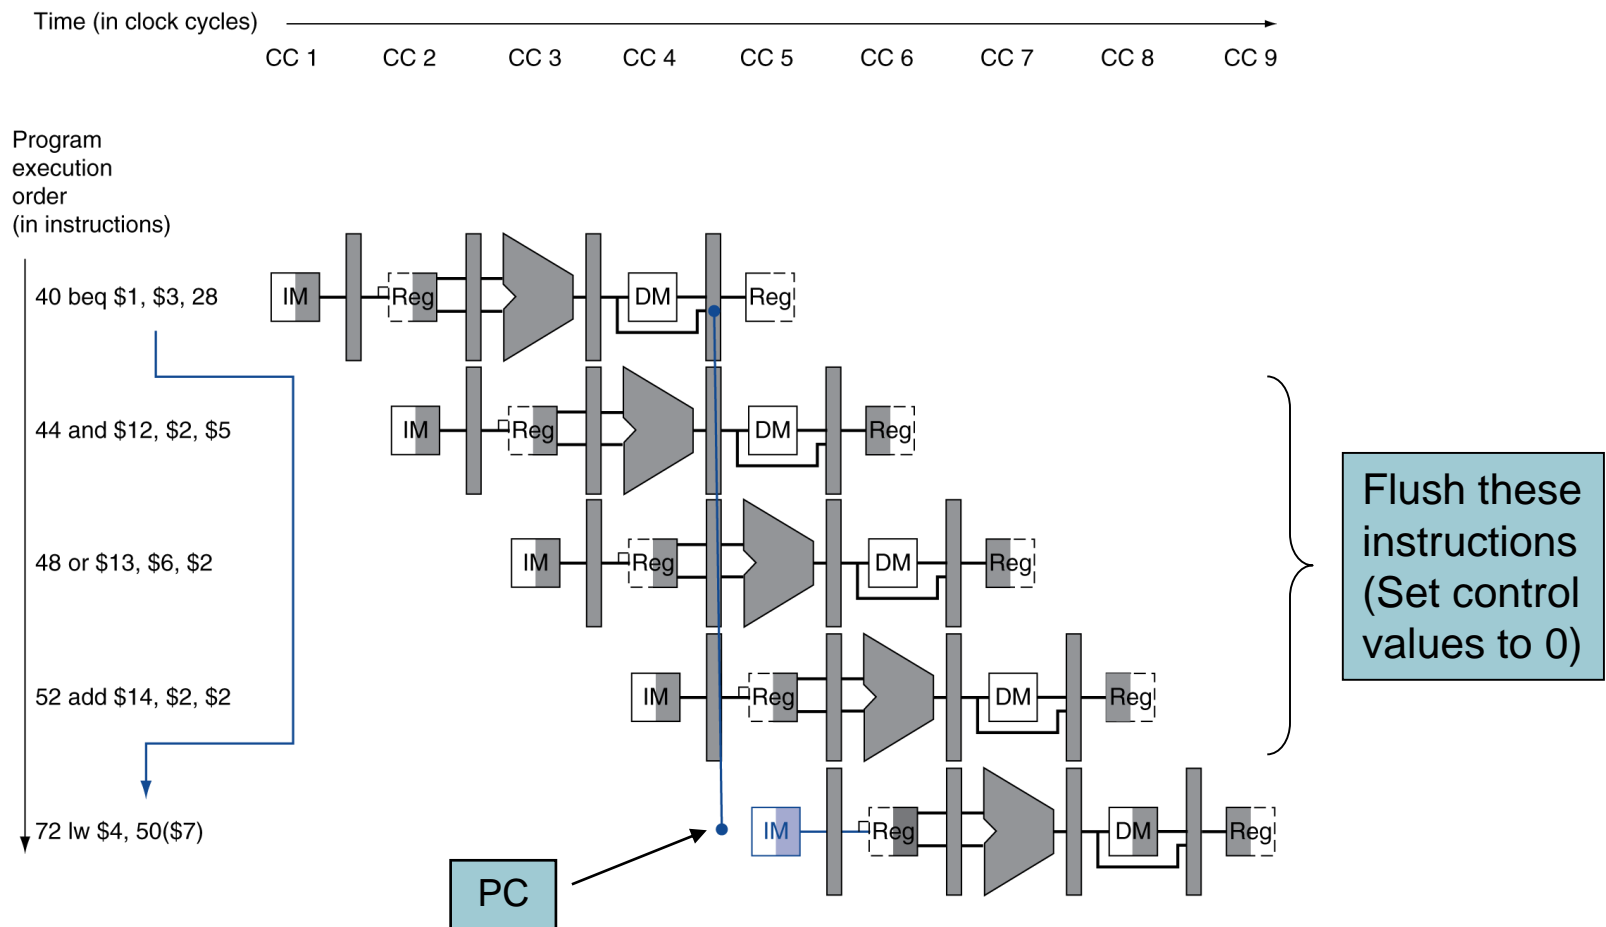 Time (in clock cycles)
CC 1 CC 2 CC 3 CC 4 CC 5 CC 6 CC 7 CC 8 CC 9
Program
execution
order
(in instructions)
40 beq $1, $3, 28
IM Reg DM Reg
44 and $12, $2, $5
IM Reg DM Reg
48 or $13, $6, $2
IM Reg DM Reg
52 add $14, $2, $2
IM Reg DM Reg
72 lw $4, 50($7)
IM Reg DM Reg
PC
Flush these
instructions
(Set control
values to 0)